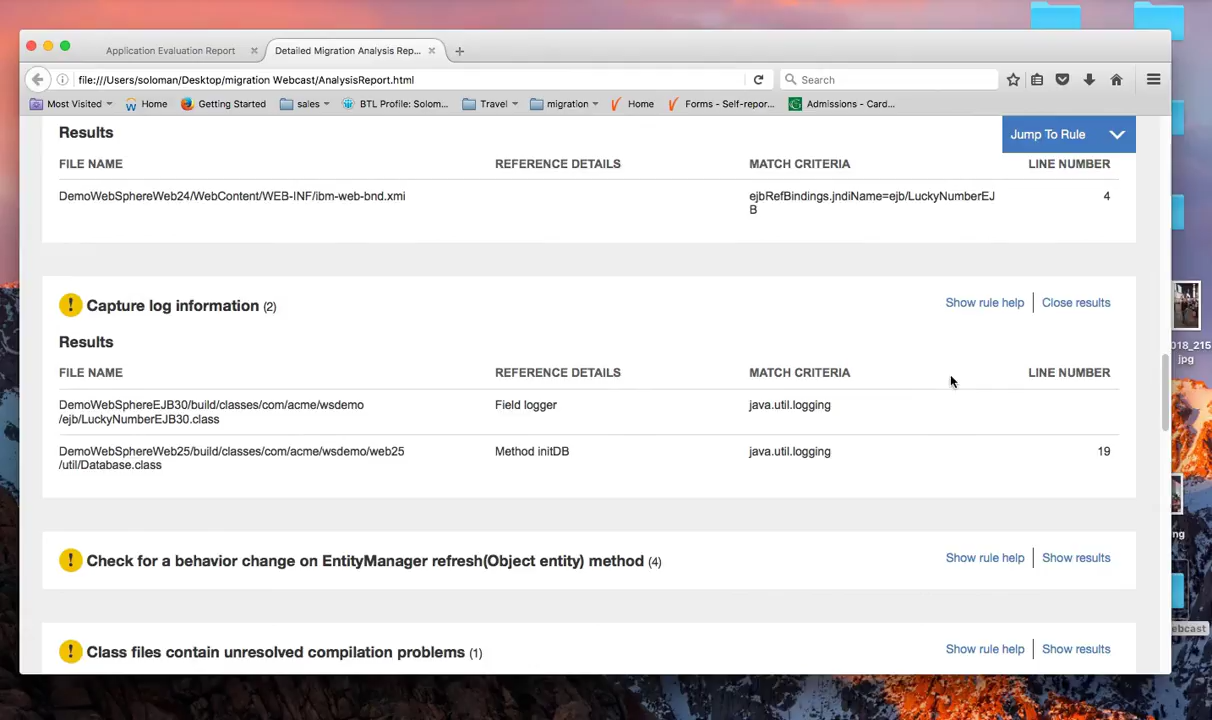 Application Evaluation Report
Detailed Migration Analysis Rep...
file:///Users/soloman/Desktop/migration Webcast/AnalysisReport.html
Search
Most Visited
Home
Getting Started
sales
BTL Profile: Solom...
Travel
migration
Home
Forms - Self-repor...
Admissions - Card...
Results
Jump To Rule
FILE NAME REFERENCE DETAILS MATCH CRITERIA LINE NUMBER
DemoWebSphereWeb24/WebContent/WEB-INF/ibm-web-bnd.xmi ejbRefBindings.jndiName=ejb/LuckyNumberEJ 4
B
! Capture log information (2) Show rule help Close results
Results
FILE NAME REFERENCE DETAILS MATCH CRITERIA LINE NUMBER
DemoWebSphereEJB30/build/classes/com/acme/wsdemo Field logger java.util.logging
/ejb/LuckyNumberEJB30.class
DemoWebSphereWeb25/build/classes/com/acme/wsdemo/web25 Method initDB java.util.logging 19
/util/Database.class
! Check for a behavior change on EntityManager refresh(Object entity) method (4) Show rule help Show results
! Class files contain unresolved compilation problems (1) Show rule help Show results
018_215
jpg
ng
ebcast